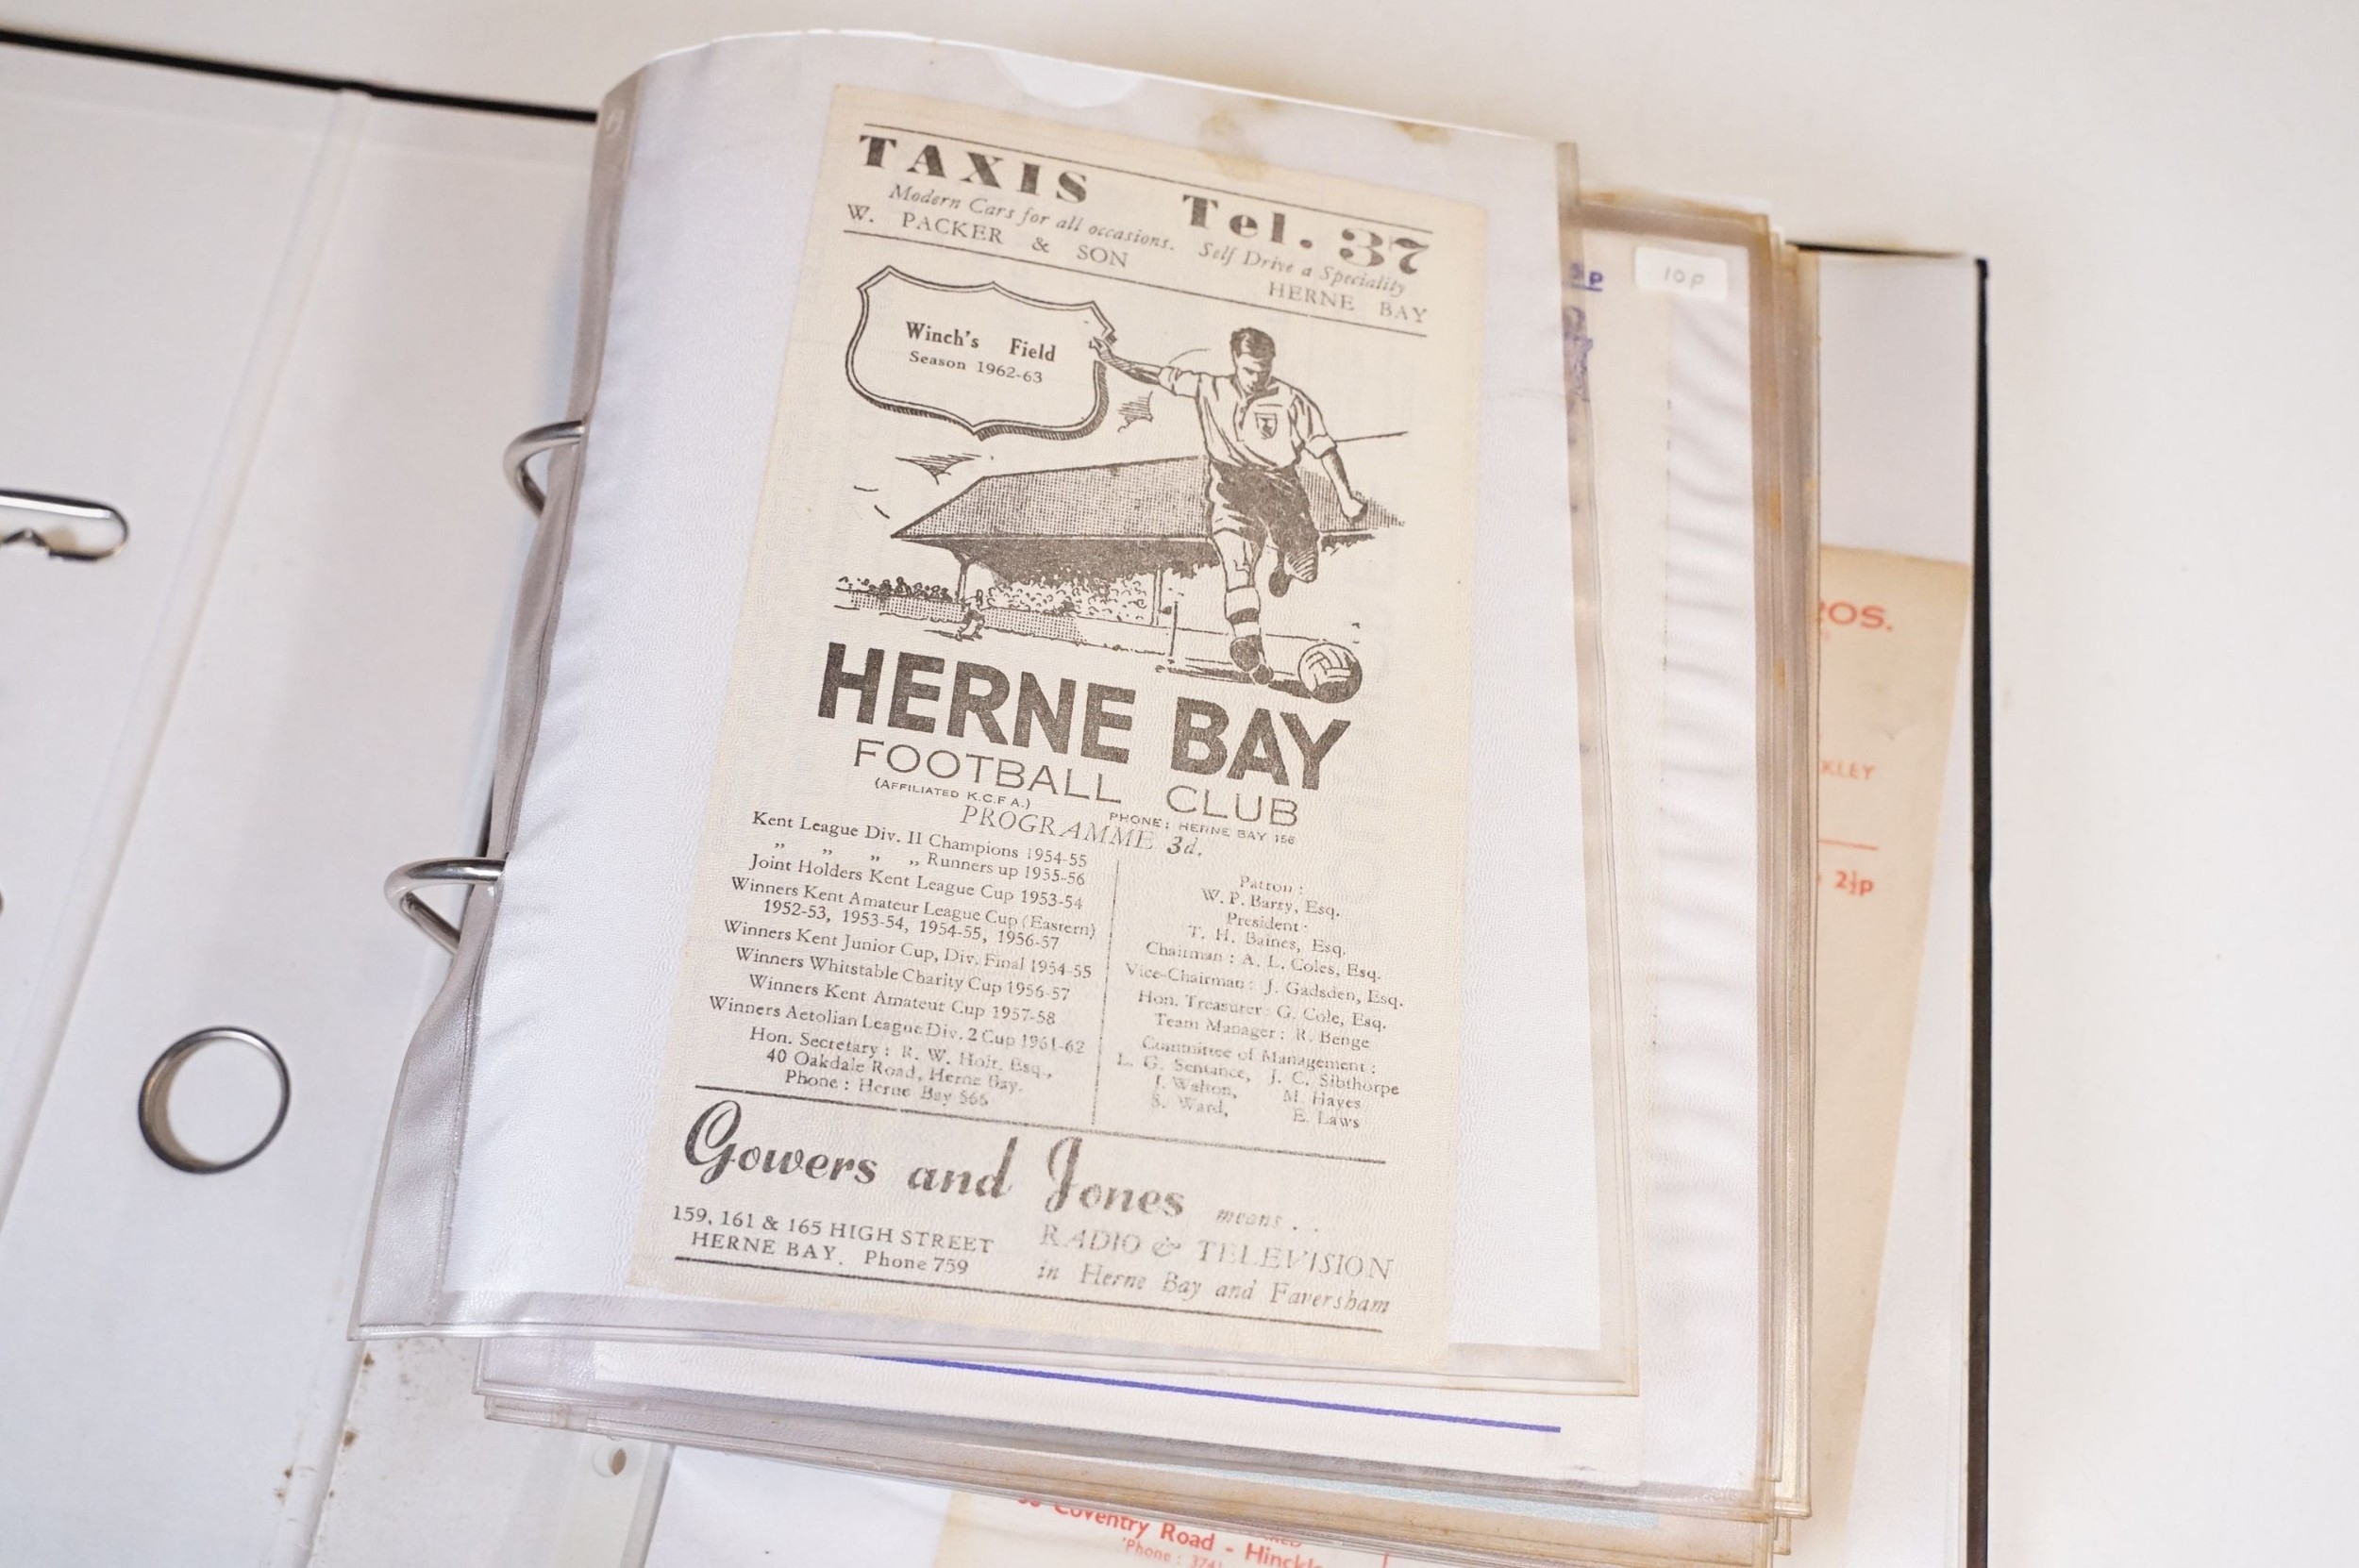 TAXIS Tel. 37
Modern Cars for all occasions. Self Drive a Speciality
W. PACKER & SON HERNE BAY
Winch's Field
Season 1962-63
HERNE BAY
FOOTBALL CLUB
(AFFILIATED K.C.F A.) PHONE: HERNE BAY 156
PROGRAMME 3d.
Kent League Div. II Champions 1954-55
„ „ „ „ Runners up 1955-56
Joint Holders Kent League Cup 1953-54
Winners Kent Amateur League Cup (Eastern)
1952-53, 1953-54, 1954-55, 1956-57
Winners Kent Junior Cup, Div. Final 1954-55
Winners Whitstable Charity Cup 1956-57
Winners Kent Amateur Cup 1957-58
Winners Aetolian League Div. 2 Cup 1961-62
Hon. Secretary : R. W. Holt, Esq.,
40 Oakdale Road, Herne Bay.
Phone : Herne Bay 566
Patron :
W. P. Barry, Esq.
President :
T. H. Baines, Esq.
Chairman : A. L. Coles, Esq.
Vice-Chairman : J. Gadsden, Esq.
Hon. Treasurer : G. Cole, Esq.
Team Manager : R. Benge
Committee of Management :
L. G. Sentance, J. C. Sibthorpe
J. Walton, M. Hayes
S. Ward, E. Laws
Gowers and Jones means . .
159, 161 & 165 HIGH STREET
HERNE BAY. Phone 759
RADIO & TELEVISION
in Herne Bay and Faversham
10P
OS.
KLEY
2½P
Coventry Road - Hinckl
'Phone : 3741